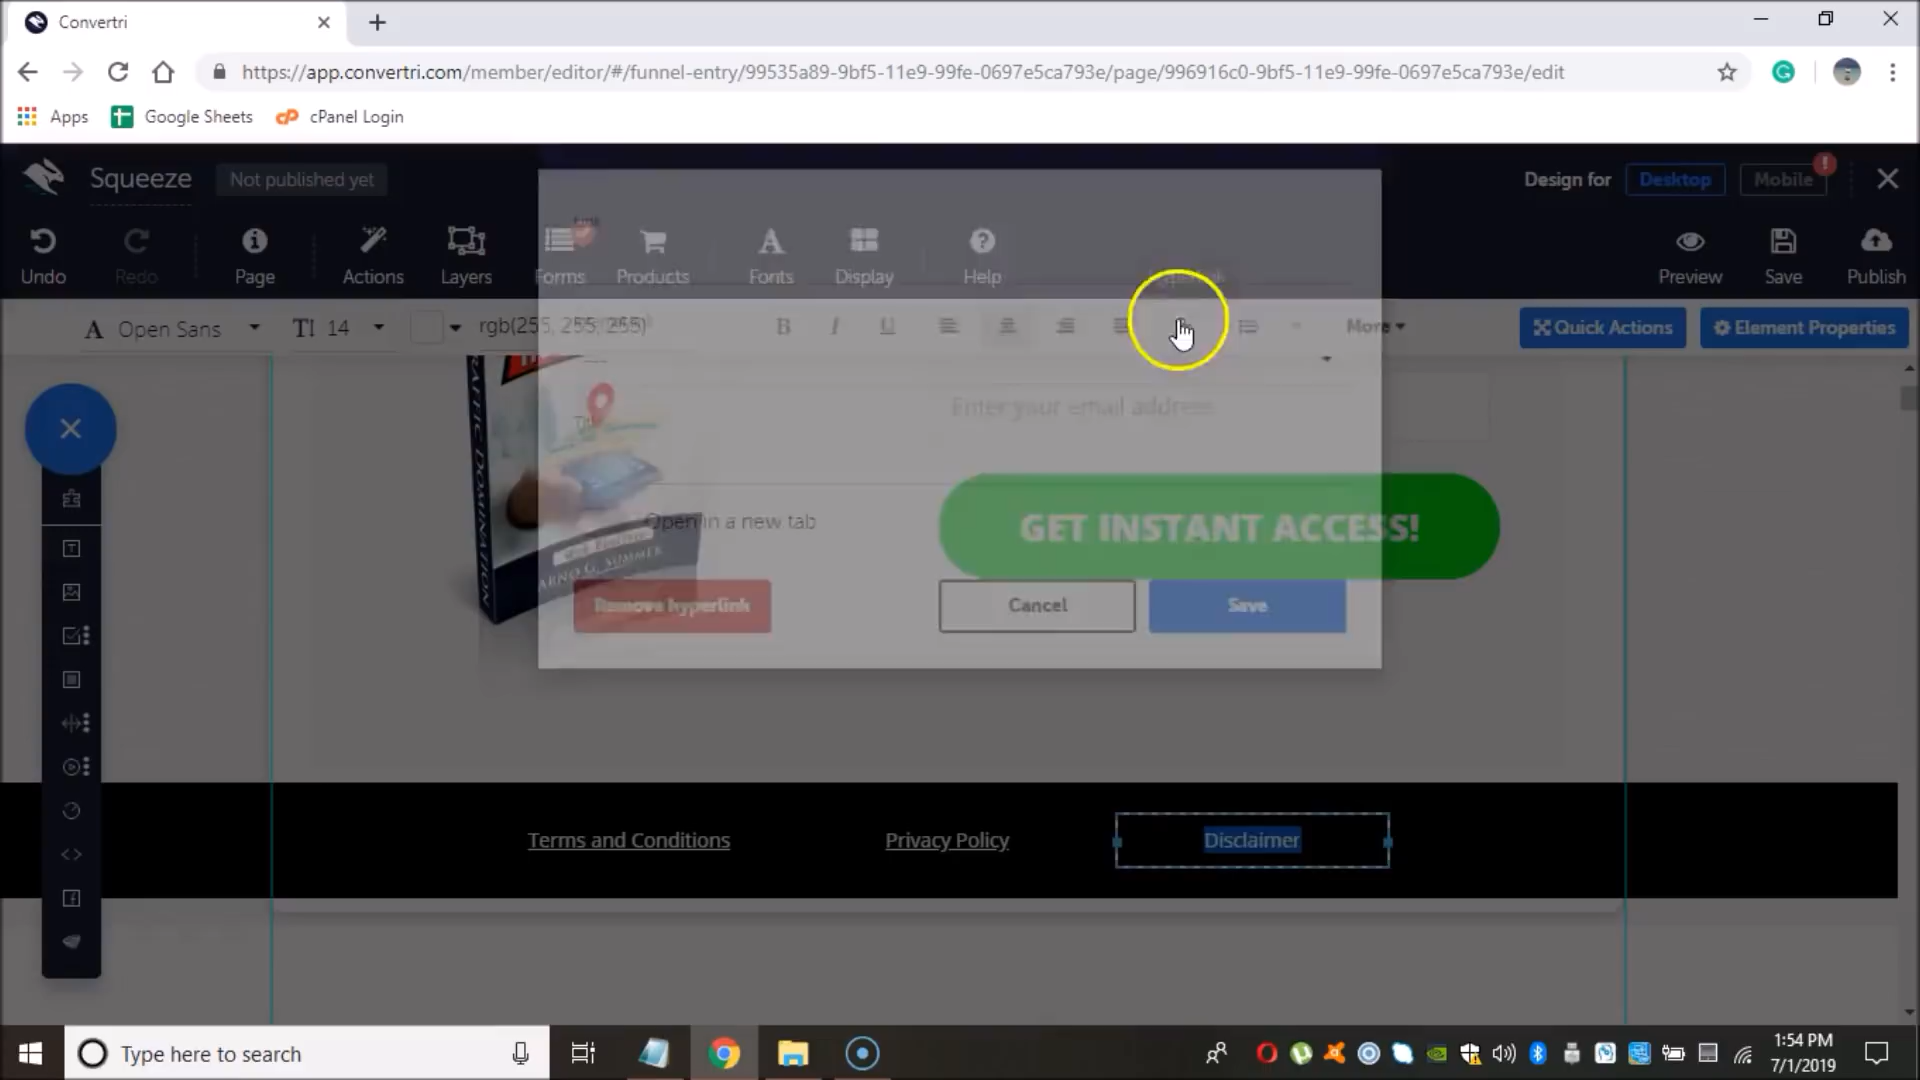 Convertri
https://app.convertri.com/member/editor/#/funnel-entry/99535a89-9bf5-11e9-99fe-0697e5ca793e/page/996916c0-9bf5-11e9-99fe-0697e5ca793e/edit
Apps Google Sheets cPanel Login
Squeeze Not published yet Design for Desktop Mobile !
Undo Redo Page Actions Layers Forms Products Fonts Display Help Preview Save Publish
Open Sans 14 rgb(255, 255, 255) B I U More Quick Actions Element Properties
Enter your email address
Open in a new tab
GET INSTANT ACCESS!
ARNO G. SUMMER
Remove hyperlink Cancel Save
Terms and Conditions Privacy Policy Disclaimer
Type here to search
1:54 PM
7/1/2019